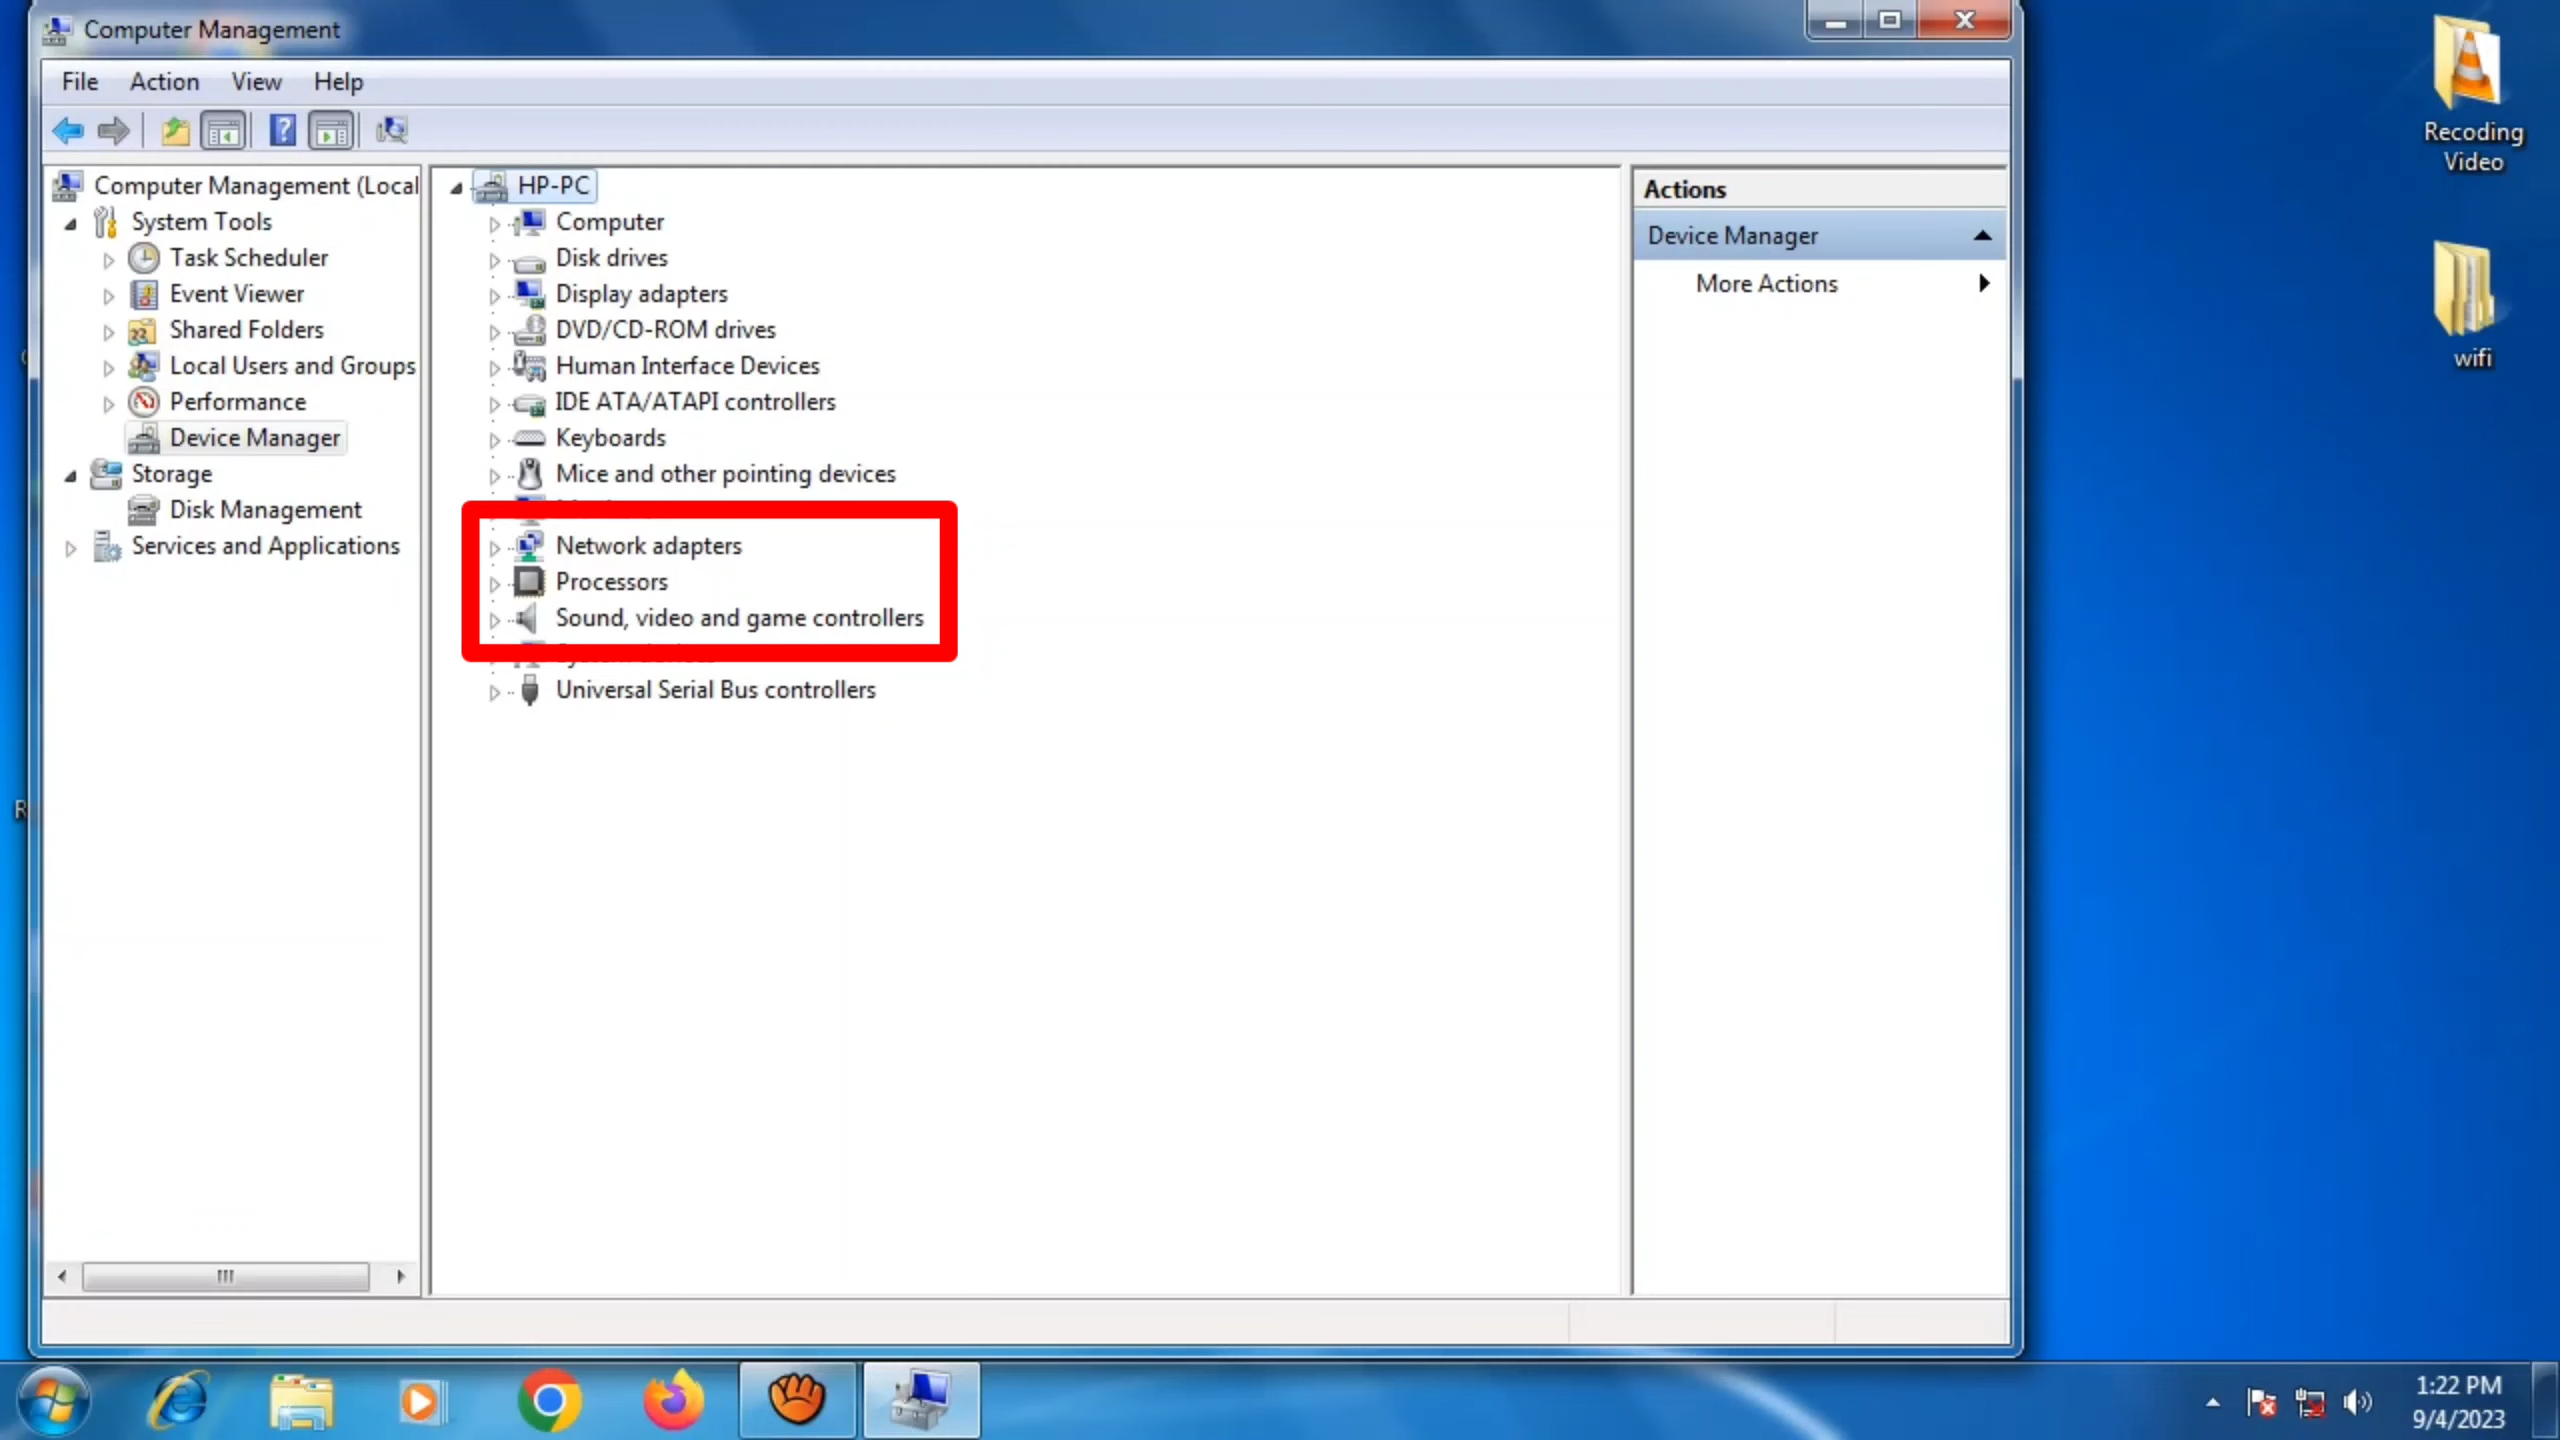 Computer Management
File Action View Help
Computer Management (Local
System Tools
Task Scheduler
Event Viewer
Shared Folders
Local Users and Groups
Performance
Device Manager
Storage
Disk Management
Services and Applications
HP-PC
Computer
Disk drives
Display adapters
DVD/CD-ROM drives
Human Interface Devices
IDE ATA/ATAPI controllers
Keyboards
Mice and other pointing devices
Network adapters
Processors
Sound, video and game controllers
Universal Serial Bus controllers
Actions
Device Manager
More Actions
Recoding
Video
wifi
R
1:22 PM
9/4/2023